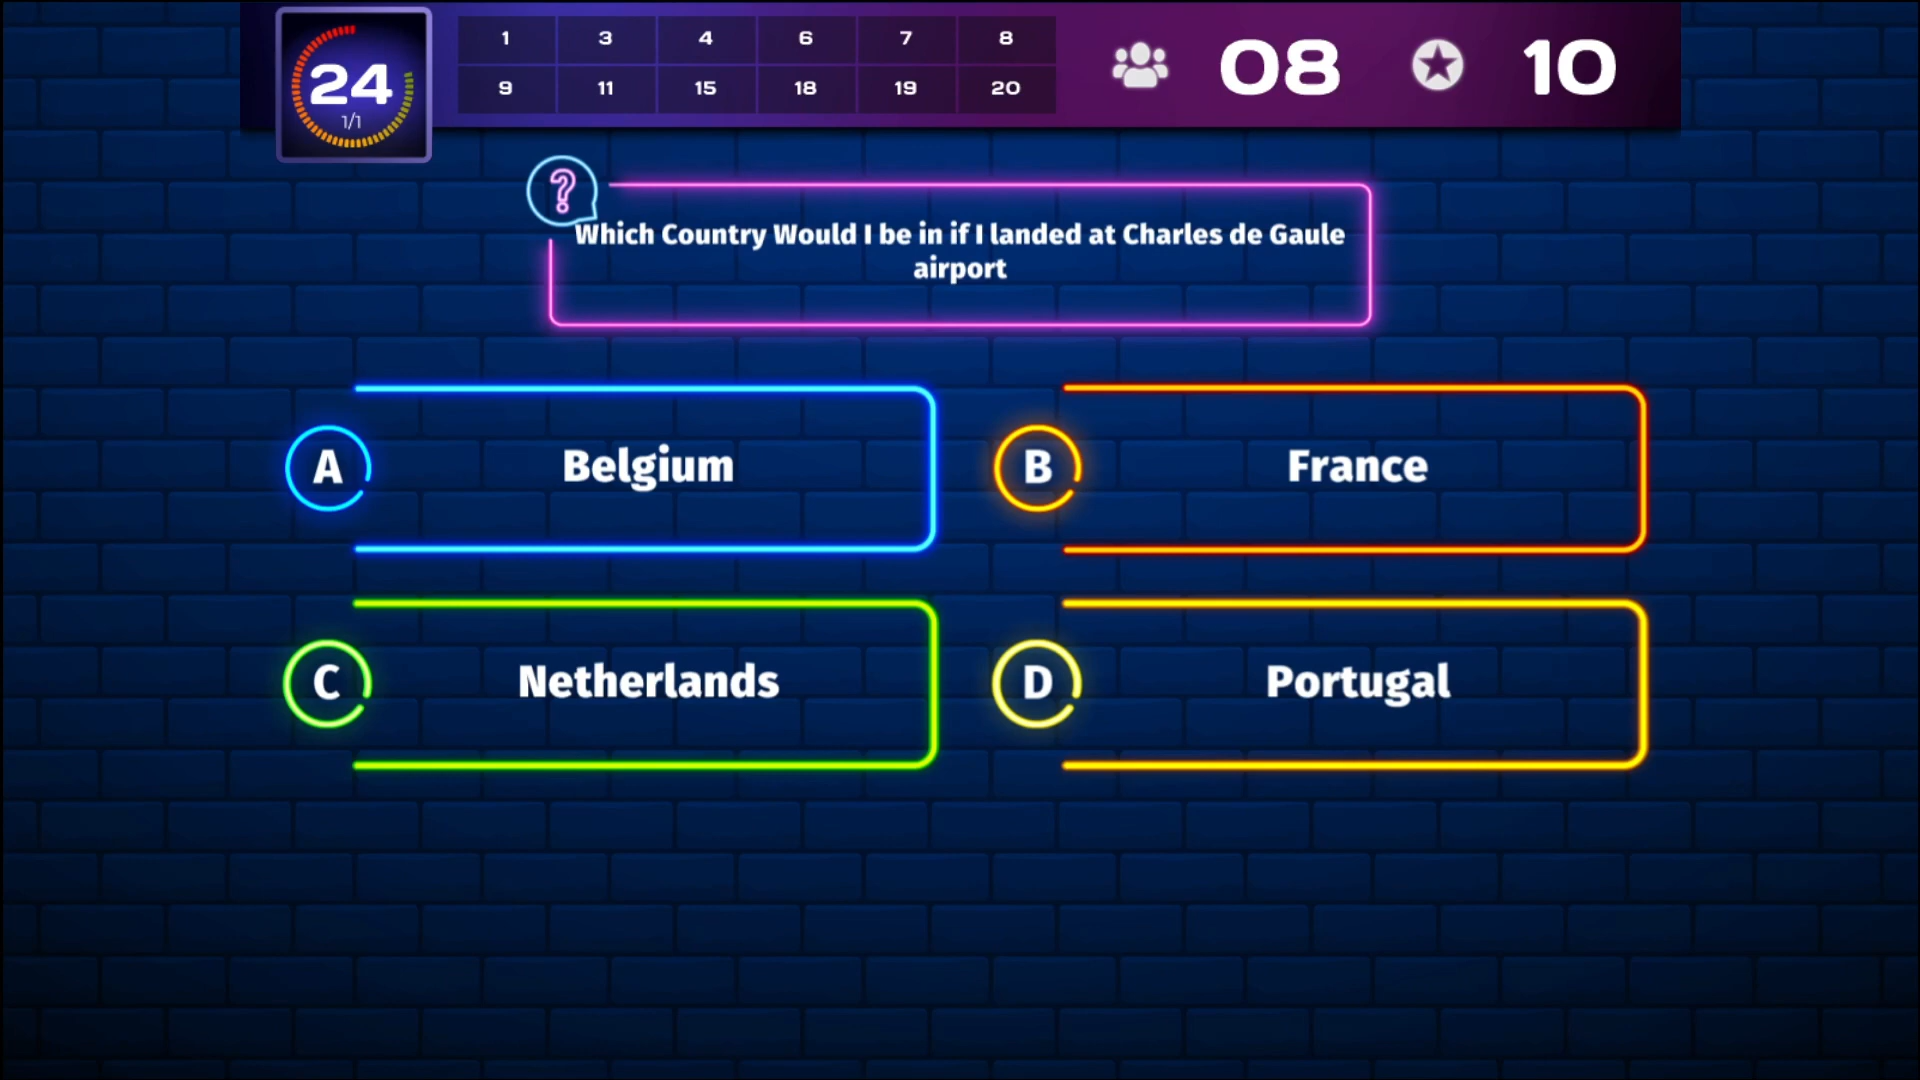 24
1/1
1 3 4 6 7 8
9 11 15 18 19 20
08
10
?
Which Country Would I be in if I landed at Charles de Gaule
airport
A Belgium
B France
C Netherlands
D Portugal